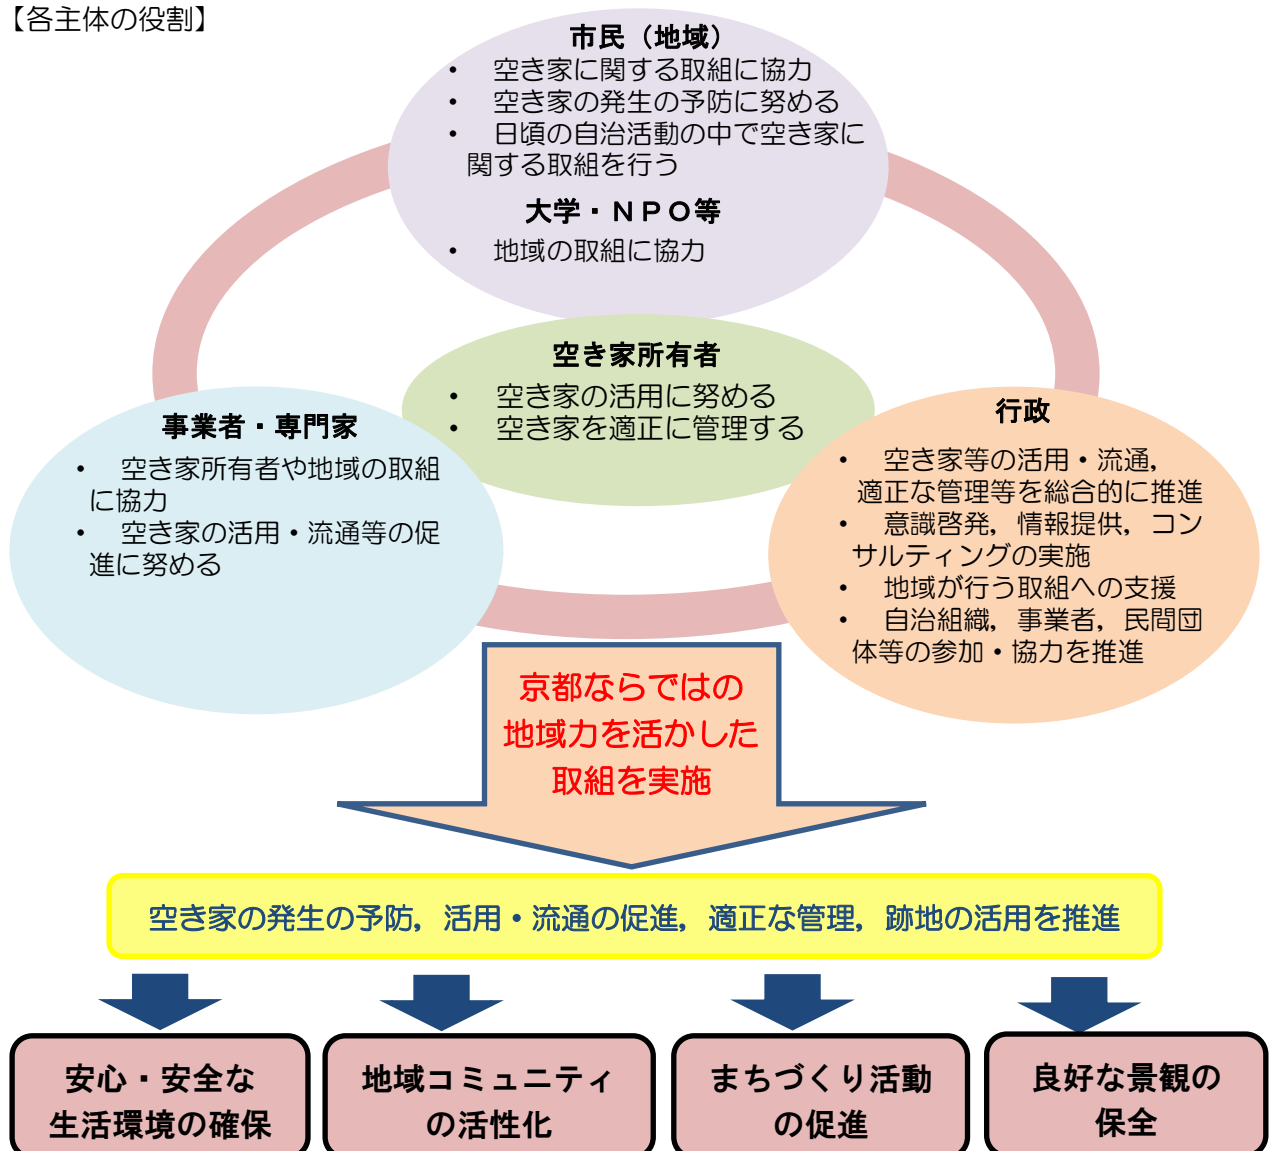 【各主体の役割】
市民（地域）
・　空き家に関する取組に協力
・　空き家の発生の予防に努める
・　日頃の自治活動の中で空き家に
関する取組を行う
大学・ＮＰＯ等
・　地域の取組に協力
空き家所有者
・　空き家の活用に努める
・　空き家を適正に管理する
事業者・専門家
・　空き家所有者や地域の取組
に協力
・　空き家の活用・流通等の促
進に努める
行政
・　空き家等の活用・流通，
適正な管理等を総合的に推進
・　意識啓発，情報提供，コン
サルティングの実施
・　地域が行う取組への支援
・　自治組織，事業者，民間団
体等の参加・協力を推進
京都ならではの
地域力を活かした
取組を実施
空き家の発生の予防，活用・流通の促進，適正な管理，跡地の活用を推進
安心・安全な
生活環境の確保
地域コミュニティ
の活性化
まちづくり活動
の促進
良好な景観の
保全